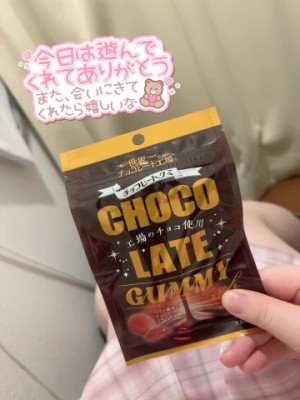 今日は遊んで
くれてありがとう
また、会いにきて
くれたら嬉しいな
世界一
チョコレート工場
チョコレートグミ
CHOCO
工場のチョコ使用
LATE
GUMMY